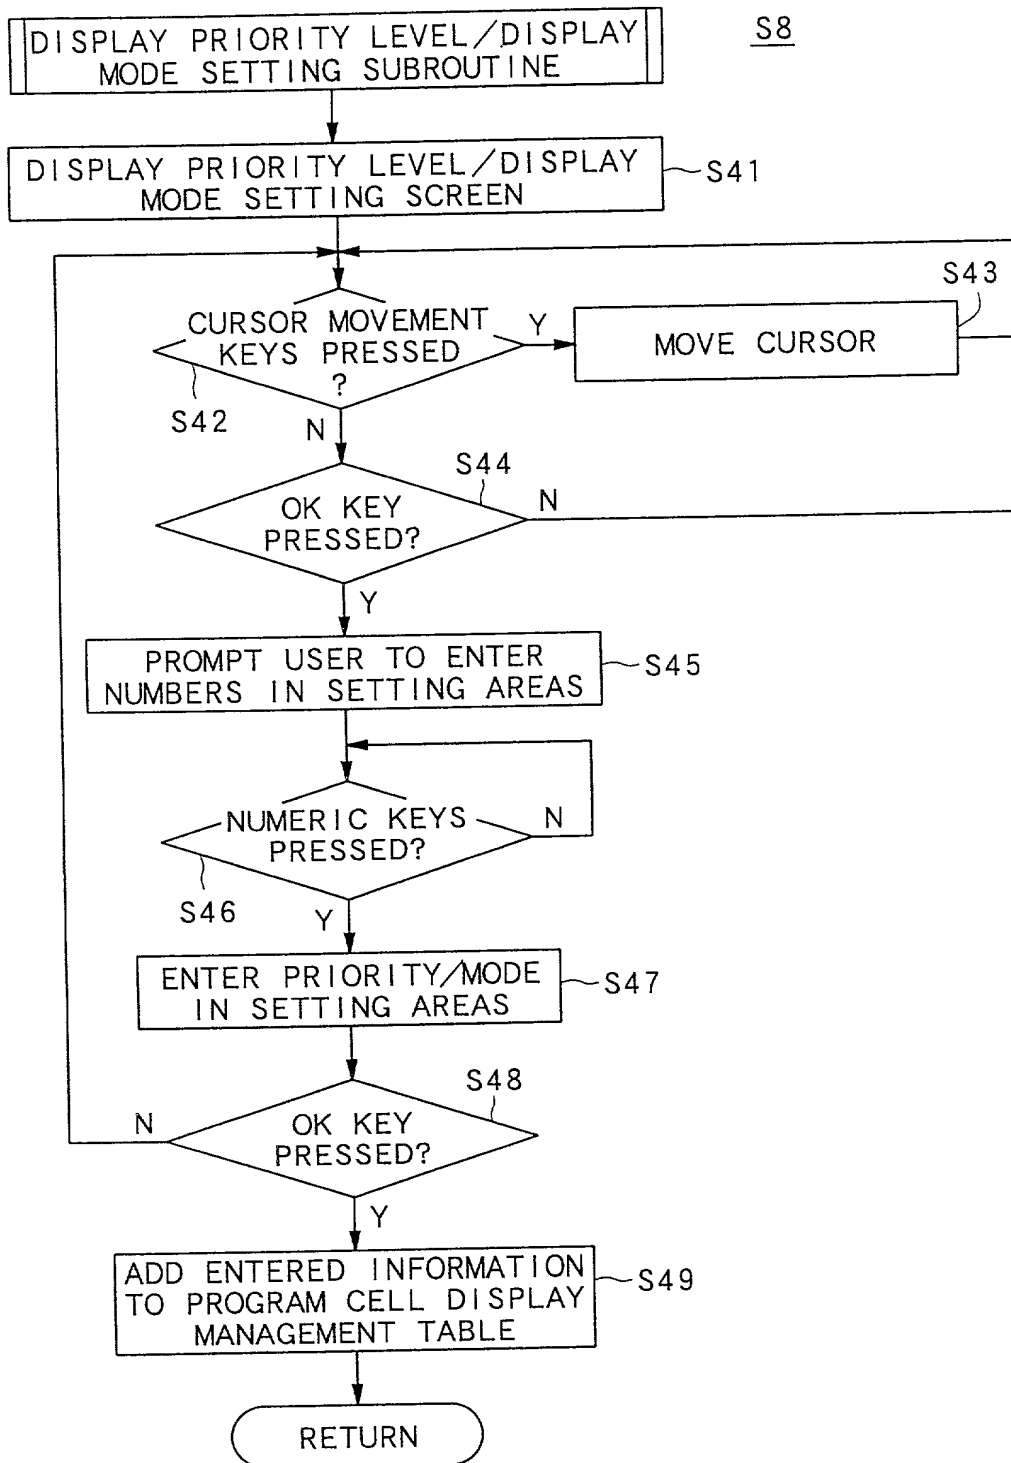 S8
DISPLAY PRIORITY LEVEL/DISPLAY
MODE SETTING SUBROUTINE
DISPLAY PRIORITY LEVEL/DISPLAY
MODE SETTING SCREEN
S41
CURSOR MOVEMENT
KEYS PRESSED
?
Y
S42
N
S43
MOVE CURSOR
S44
OK KEY
PRESSED?
N
Y
PROMPT USER TO ENTER
NUMBERS IN SETTING AREAS
S45
NUMERIC KEYS
PRESSED?
N
S46
Y
ENTER PRIORITY/MODE
IN SETTING AREAS
S47
S48
N
OK KEY
PRESSED?
Y
ADD ENTERED INFORMATION
TO PROGRAM CELL DISPLAY
MANAGEMENT TABLE
S49
RETURN